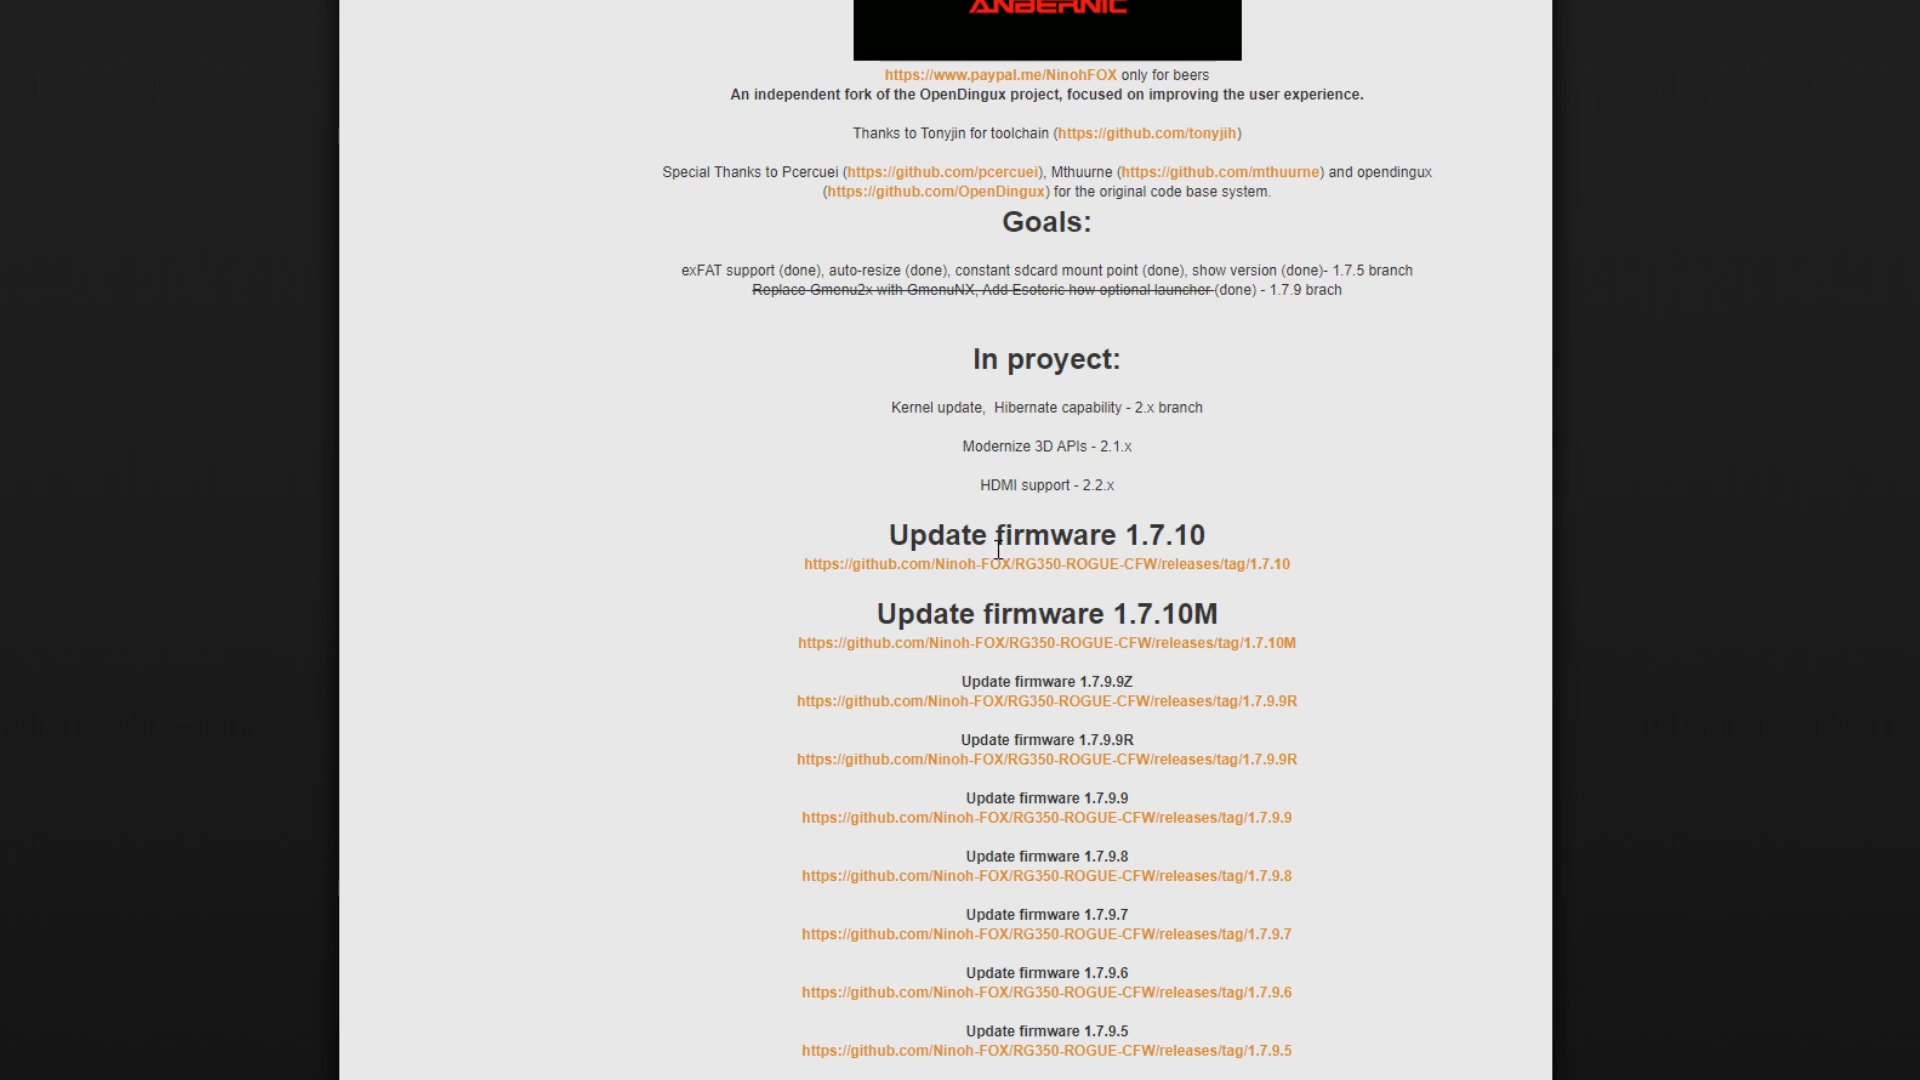 ANBERNIC
https://www.paypal.me/NinohFOX only for beers
An independent fork of the OpenDingux project, focused on improving the user experience.
Thanks to Tonyjin for toolchain (https://github.com/tonyjih)
Special Thanks to Pcercuei (https://github.com/pcercuei), Mthuurne (https://github.com/mthuurne) and opendingux
(https://github.com/OpenDingux) for the original code base system.
Goals:
exFAT support (done), auto-resize (done), constant sdcard mount point (done), show version (done)- 1.7.5 branch
Replace Gmenu2x with GmenuNX, Add Esoteric how optional launcher (done) - 1.7.9 brach
In proyect:
Kernel update,  Hibernate capability - 2.x branch
Modernize 3D APIs - 2.1.x
HDMI support - 2.2.x
Update firmware 1.7.10
https://github.com/Ninoh-FOX/RG350-ROGUE-CFW/releases/tag/1.7.10
Update firmware 1.7.10M
https://github.com/Ninoh-FOX/RG350-ROGUE-CFW/releases/tag/1.7.10M
Update firmware 1.7.9.9Z
https://github.com/Ninoh-FOX/RG350-ROGUE-CFW/releases/tag/1.7.9.9R
Update firmware 1.7.9.9R
https://github.com/Ninoh-FOX/RG350-ROGUE-CFW/releases/tag/1.7.9.9R
Update firmware 1.7.9.9
https://github.com/Ninoh-FOX/RG350-ROGUE-CFW/releases/tag/1.7.9.9
Update firmware 1.7.9.8
https://github.com/Ninoh-FOX/RG350-ROGUE-CFW/releases/tag/1.7.9.8
Update firmware 1.7.9.7
https://github.com/Ninoh-FOX/RG350-ROGUE-CFW/releases/tag/1.7.9.7
Update firmware 1.7.9.6
https://github.com/Ninoh-FOX/RG350-ROGUE-CFW/releases/tag/1.7.9.6
Update firmware 1.7.9.5
https://github.com/Ninoh-FOX/RG350-ROGUE-CFW/releases/tag/1.7.9.5